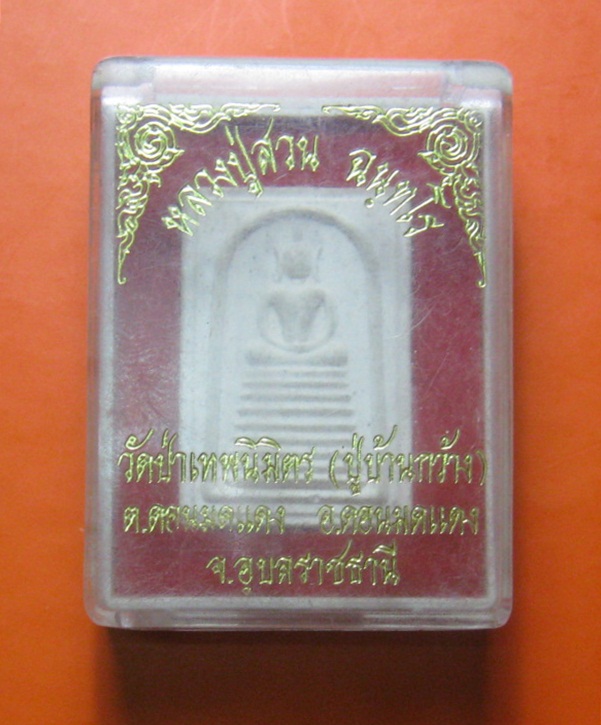 หลวงปู่สวน ฉนฺทโร
วัดป่าเทพนิมิตร (ปู่บ้านกว้าง)
ต.ดอนมดแดง อ.ดอนมดแดง
จ.อุบลราชธานี